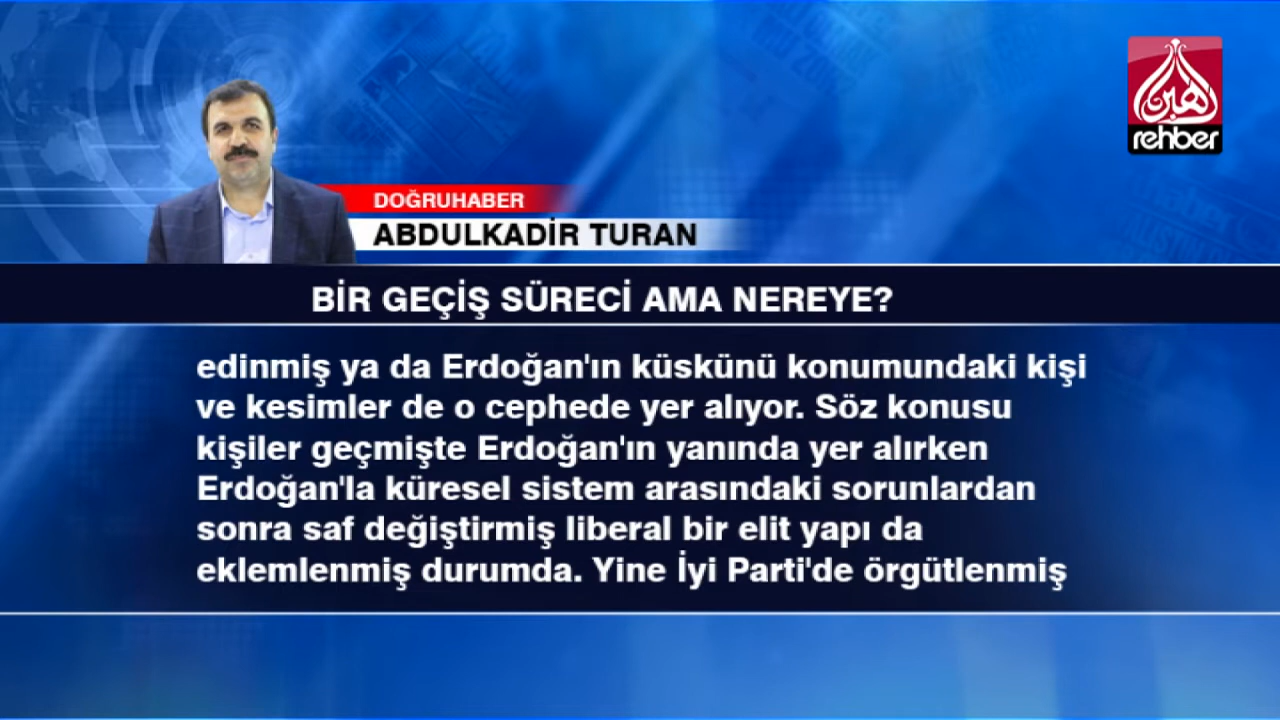 رهبر
rehber
DOĞRUHABER
ABDULKADİR TURAN
BİR GEÇİŞ SÜRECİ AMA NEREYE?
edinmiş ya da Erdoğan'ın küskünü konumundaki kişi
ve kesimler de o cephede yer alıyor. Söz konusu
kişiler geçmişte Erdoğan'ın yanında yer alırken
Erdoğan'la küresel sistem arasındaki sorunlardan
sonra saf değiştirmiş liberal bir elit yapı da
eklemlenmiş durumda. Yine İyi Parti'de örgütlenmiş